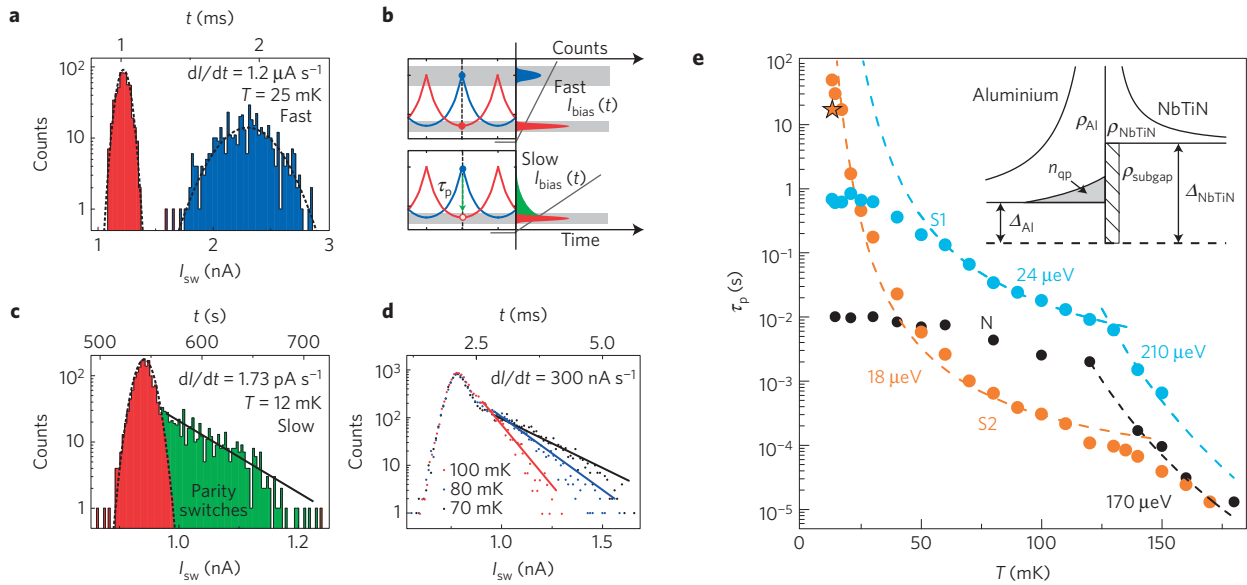 a
t (ms)
1 2
dI/dt = 1.2 μA s⁻¹
T = 25 mK
Fast
Counts
10²
10
1
1 2 3
I_sw (nA)
b
Counts
Fast
I_bias (t)
Slow
I_bias (t)
τ_p
Time
c
t (s)
500 600 700
dI/dt = 1.73 pA s⁻¹
T = 12 mK
Slow
Counts
10²
10
1
Parity
switches
1.0 1.2
I_sw (nA)
d
t (ms)
2.5 5.0
dI/dt = 300 nA s⁻¹
Counts
10³
10²
10
1
100 mK
80 mK
70 mK
1.0 1.5
I_sw (nA)
e
τ_p (s)
10²
10
1
10⁻¹
10⁻²
10⁻³
10⁻⁴
10⁻⁵
0 50 100 150
T (mK)
S1
24 μeV
N
210 μeV
18 μeV
S2
170 μeV
Aluminium
NbTiN
ρ_Al
ρ_NbTiN
n_qp
ρ_subgap
Δ_NbTiN
Δ_Al